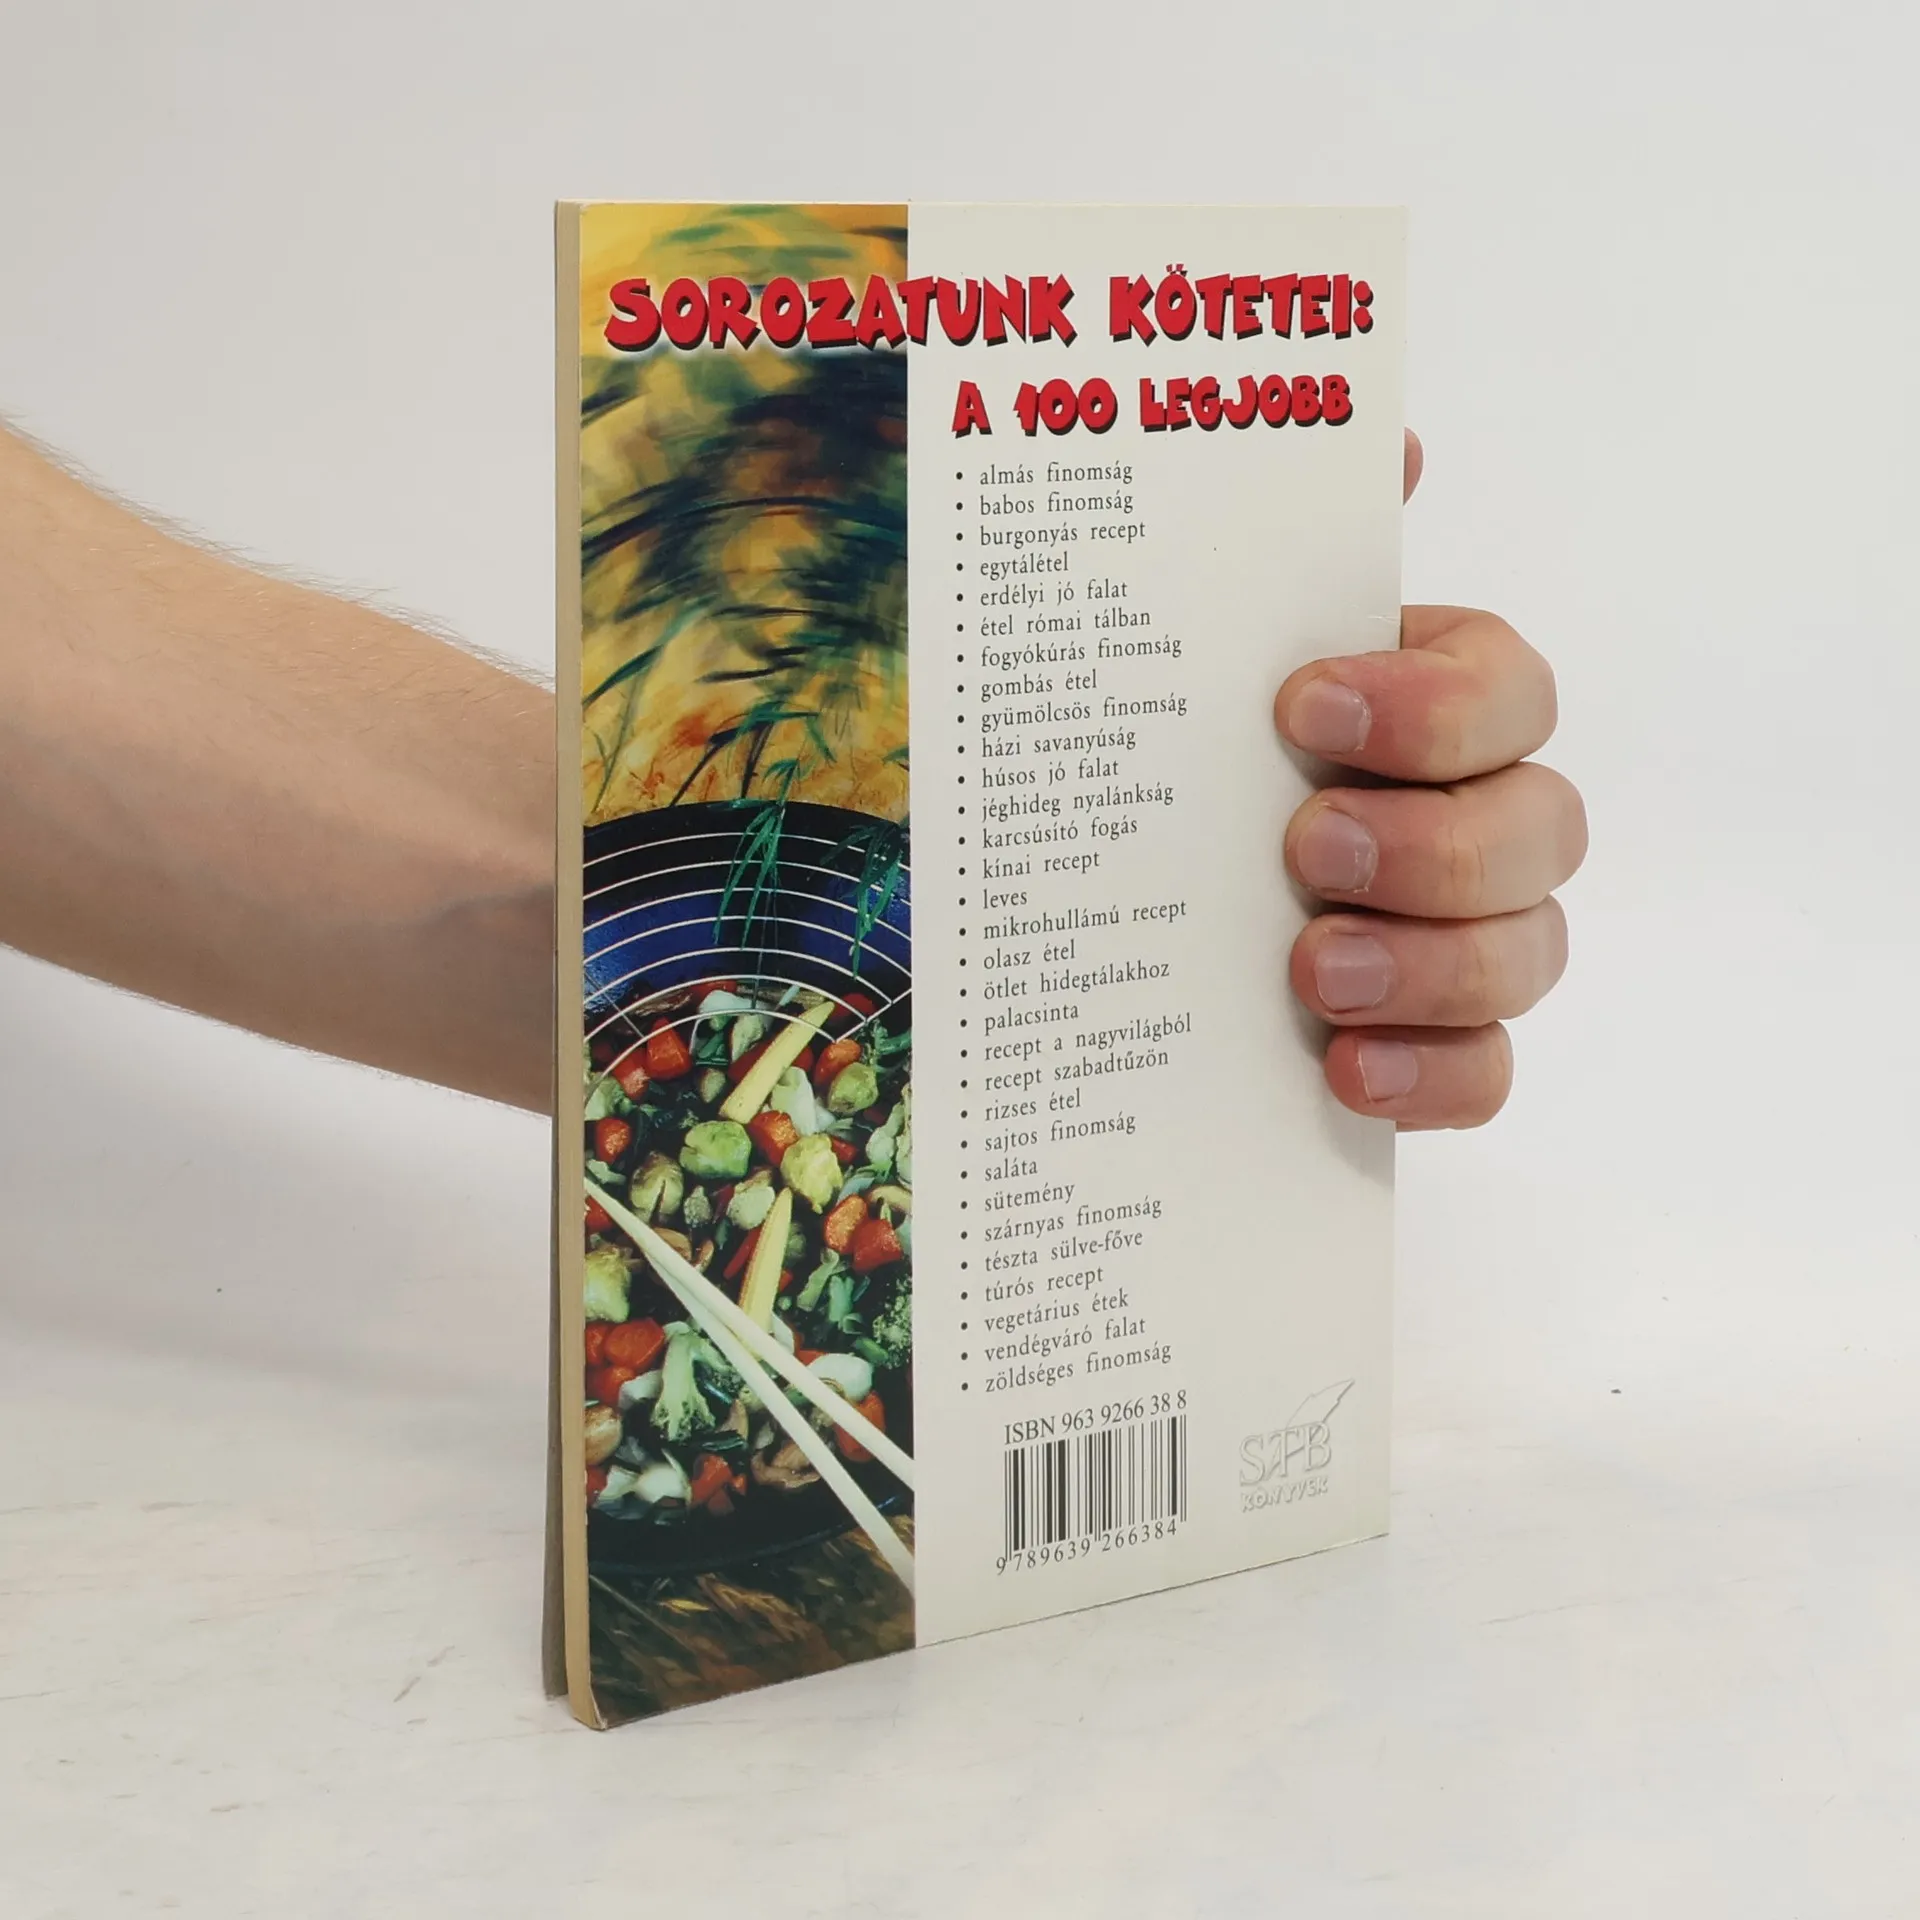 SOROZATUNK KÖTETEI:
A 100 LEGJOBB
• almás finomság
• babos finomság
• burgonyás recept
• egytálétel
• erdélyi jó falat
• étel római tálban
• fogyókúrás finomság
• gombás étel
• gyümölcsös finomság
• házi savanyúság
• húsos jó falat
• jéghideg nyalánkság
• karcsúsító fogás
• kínai recept
• leves
• mikrohullámú recept
• olasz étel
• ötlet hidegtálakhoz
• palacsinta
• recept a nagyvilágból
• recept szabadtűzön
• rizses étel
• sajtos finomság
• saláta
• sütemény
• szárnyas finomság
• tészta sülve-főve
• túrós recept
• vegetárius étek
• vendégváró falat
• zöldséges finomság
ISBN 963 9266 38 8
9 789639 266384
STB
KÖNYVEK